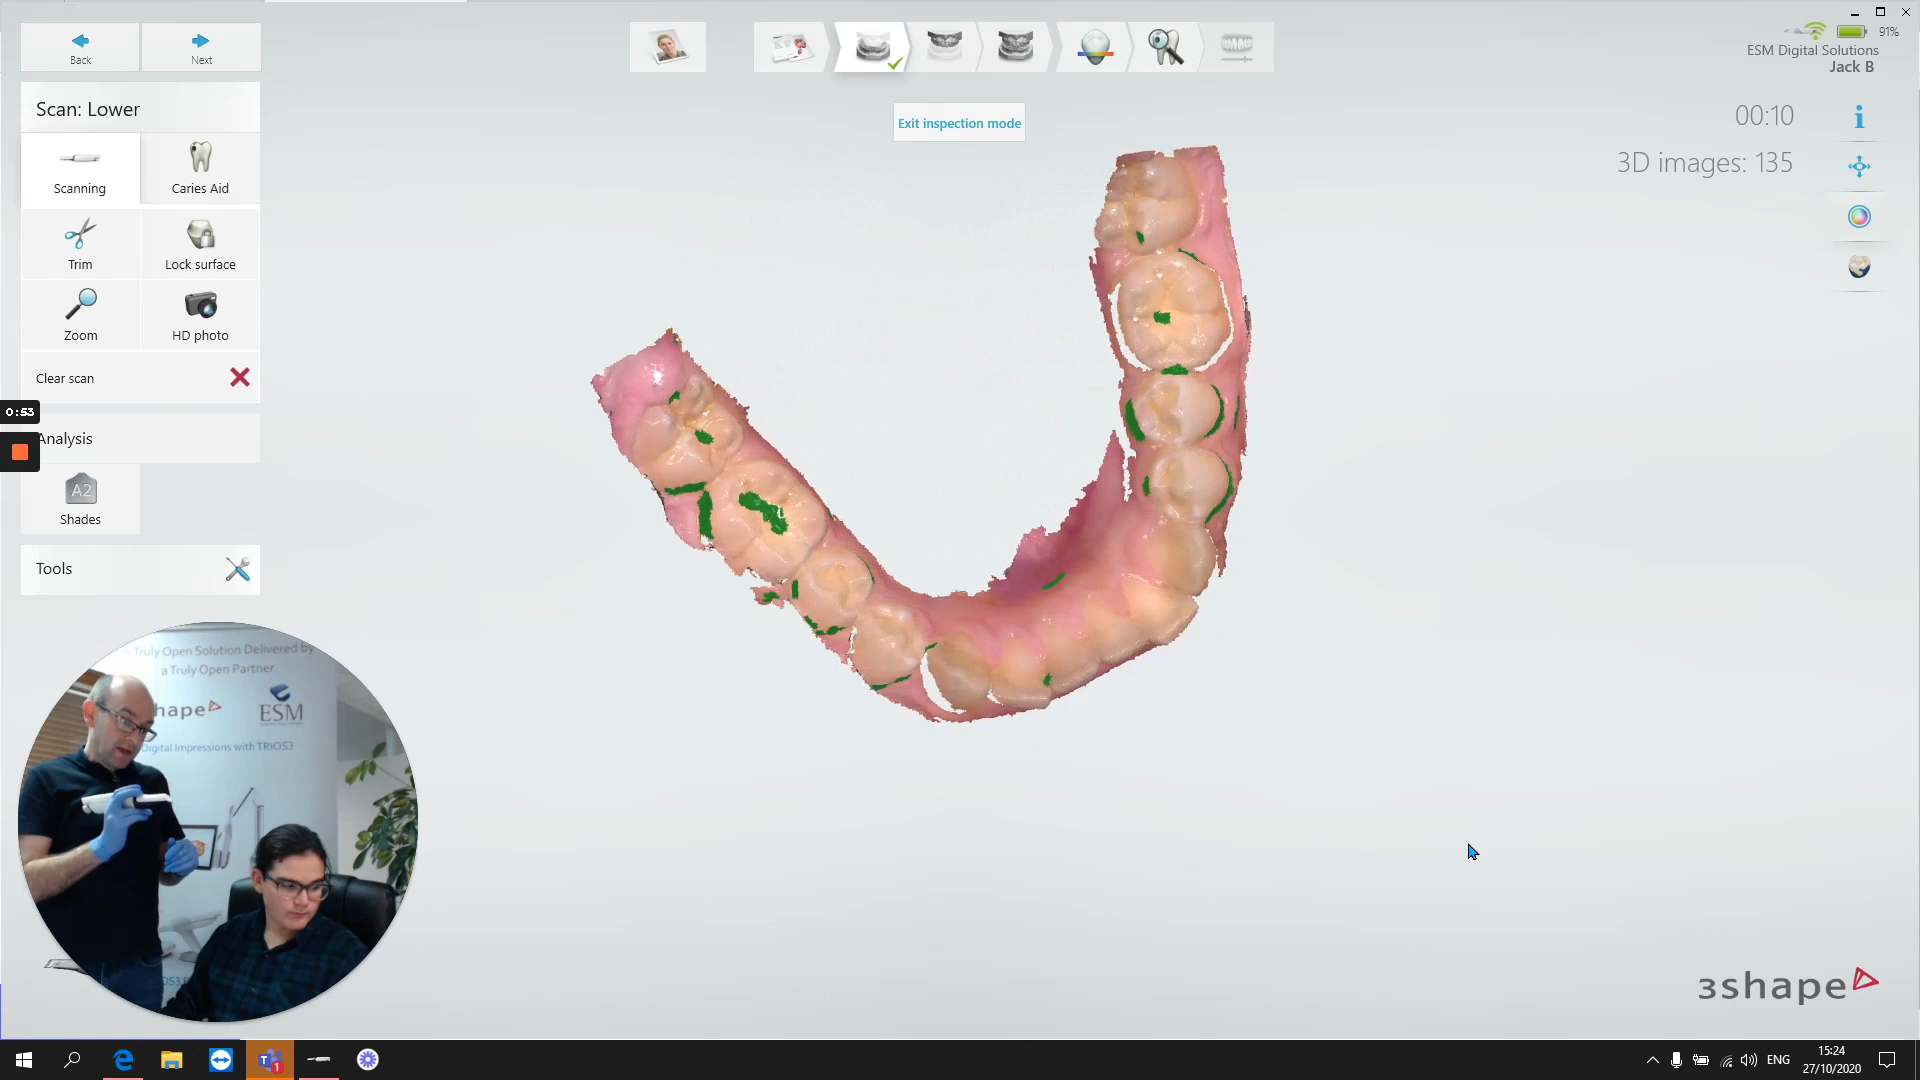 Back
Next
91%
ESM Digital Solutions
Jack B
Scan: Lower
Exit inspection mode
00:10
3D images: 135
Scanning
Caries Aid
Trim
Lock surface
Zoom
HD photo
Clear scan
0:53
Analysis
A2
Shades
Tools
A Truly Open Solution Delivered by
a Truly Open Partner
shape
ESM
Digital Impressions with TRIOS3
3shape
T
1
ENG
15:24
27/10/2020